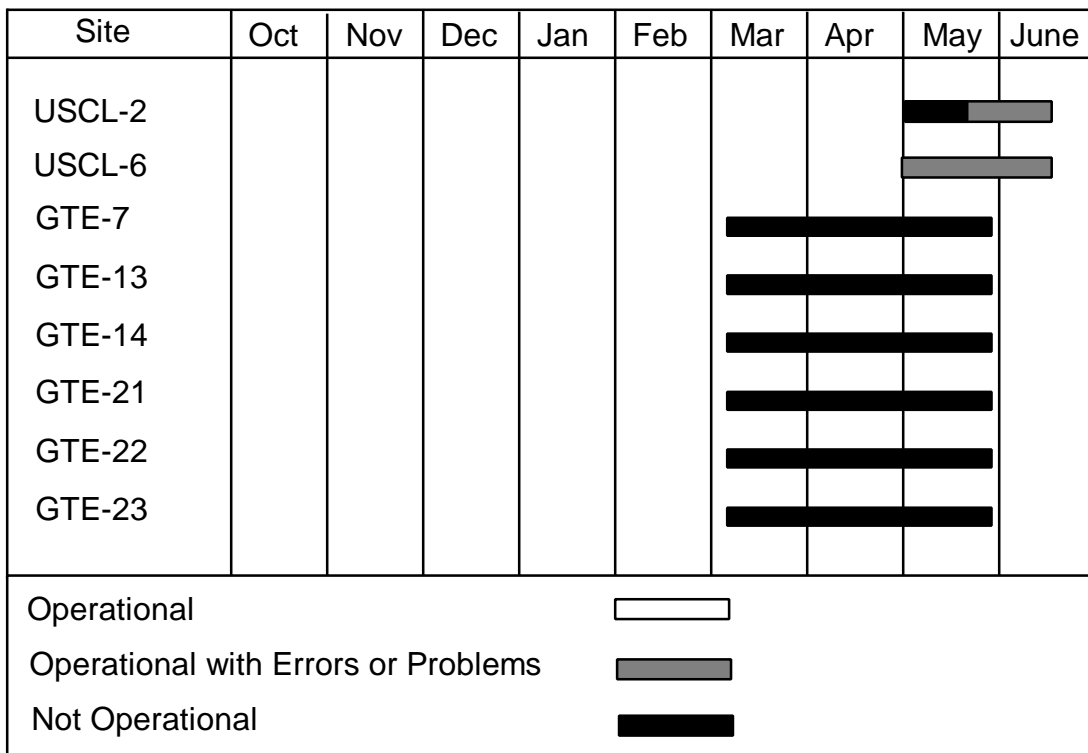 Site Oct Nov Dec Jan Feb Mar Apr May June
USCL-2
USCL-6
GTE-7
GTE-13
GTE-14
GTE-21
GTE-22
GTE-23
Operational
Operational with Errors or Problems
Not Operational